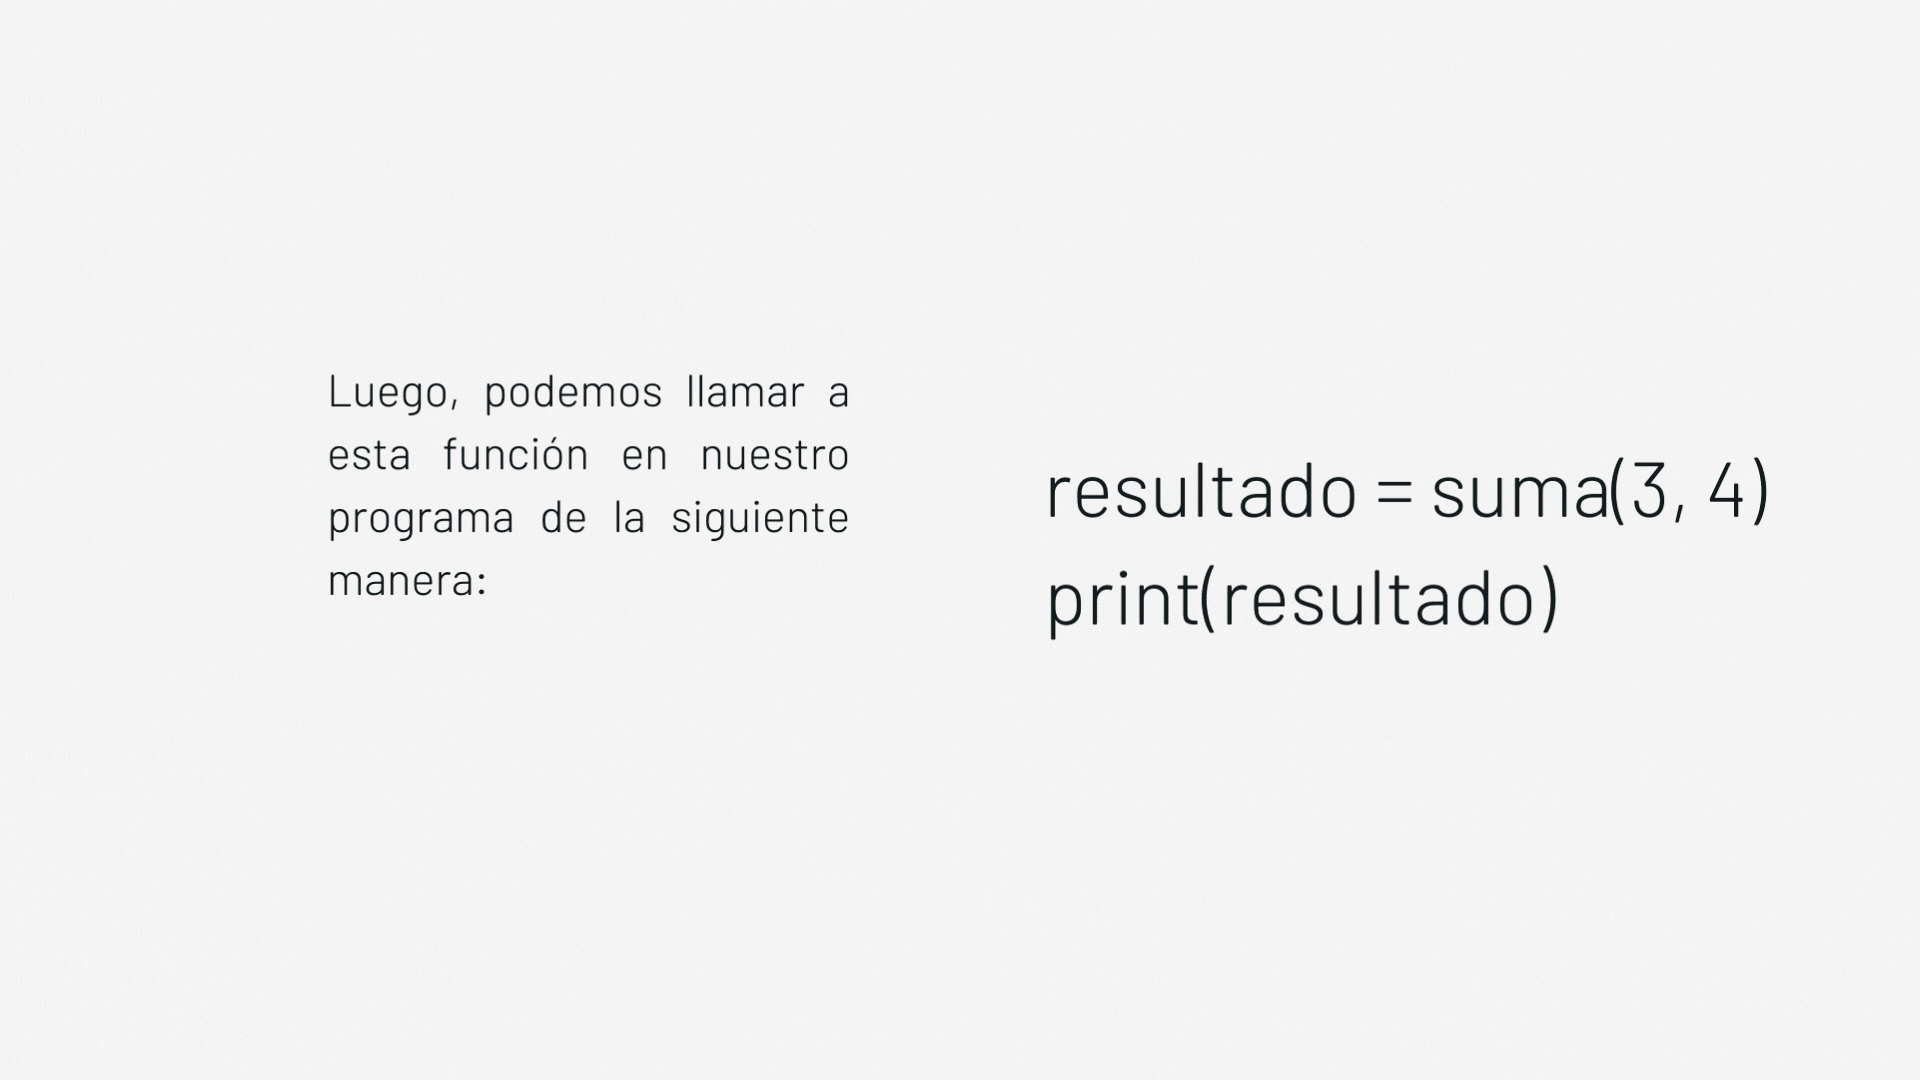 Luego, podemos llamar a
esta función en nuestro
programa de la siguiente
manera:
resultado = suma(3, 4)
print(resultado)